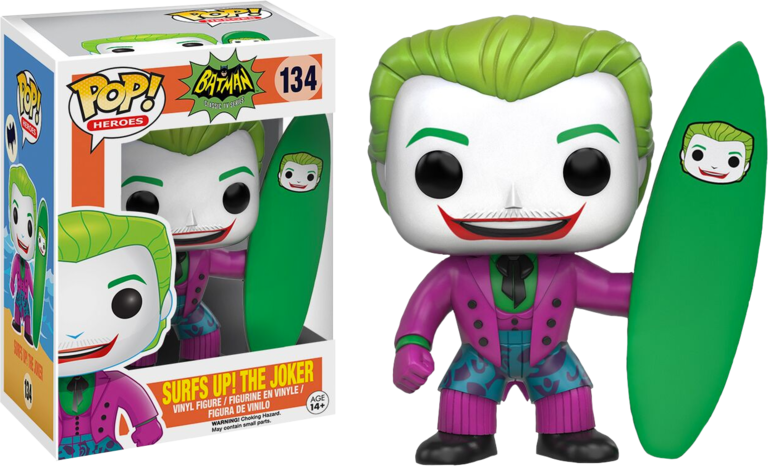 POP!
HEROES
POP!
HEROES
BATMAN
CLASSIC TV SERIES
134
SURFS UP! THE JOKER
VINYL FIGURE / FIGURINE EN VINYLE /
FIGURA DE VINILO
WARNING! Choking Hazard.
May contain small parts.
AGE
14+
SURFS UP! THE JOKER
134